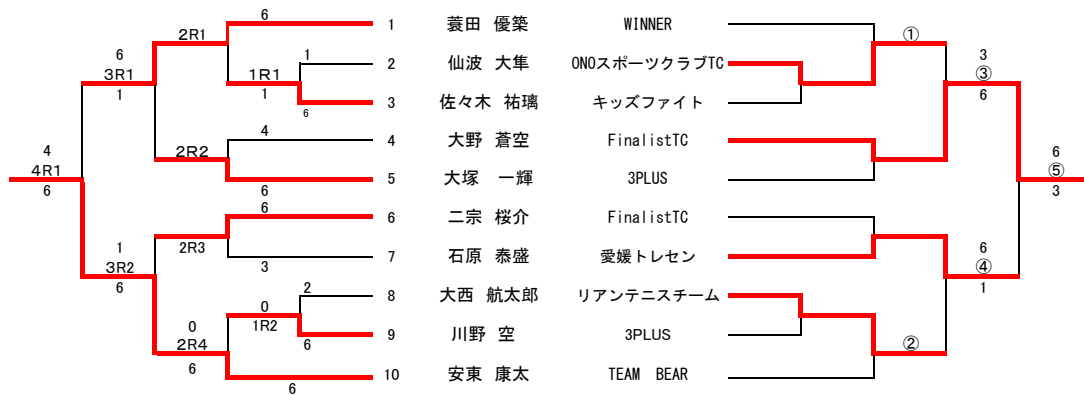 6 1 蓑田 優築 WINNER
2R1 ①
6 1 2 仙波 大隼 ONOスポーツクラブTC 3
3R1 1R1 ③
1 1 6 3 佐々木 祐璃 キッズファイト 6
4 4 大野 蒼空 FinalistTC
4 2R2 6
4R1 5 大塚 一輝 3PLUS ⑤
6 6 3
6 6 二宗 桜介 FinalistTC
1 2R3 6
3R2 3 7 石原 泰盛 愛媛トレセン ④
6 2 8 大西 航太郎 リアンテニスチーム 1
0 1R2
0 6 9 川野 空 3PLUS
2R4 ②
6 6 10 安東 康太 TEAM BEAR